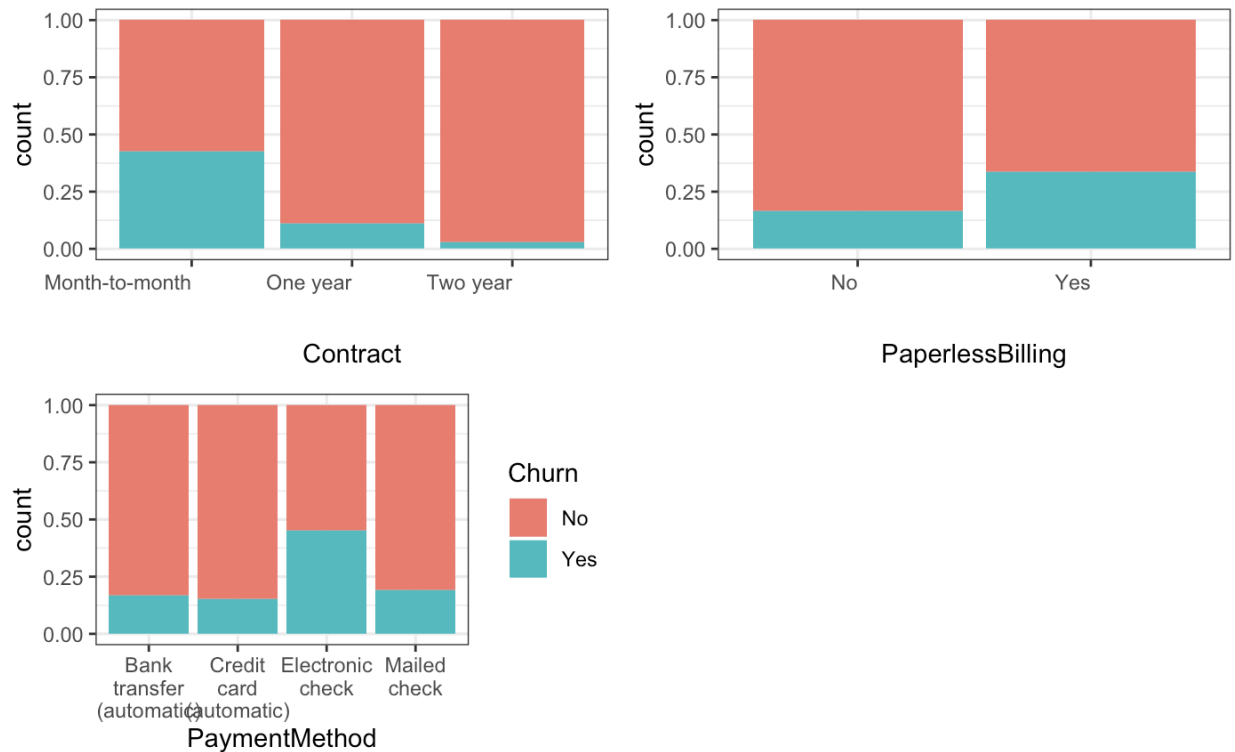 1.00
0.75
0.50
0.25
0.00
count
Month-to-month One year Two year
Contract
1.00
0.75
0.50
0.25
0.00
count
No Yes
PaperlessBilling
1.00
0.75
0.50
0.25
0.00
count
Bank transfer (automatic)
Credit card (automatic)
Electronic check
Mailed check
PaymentMethod
Churn
No
Yes